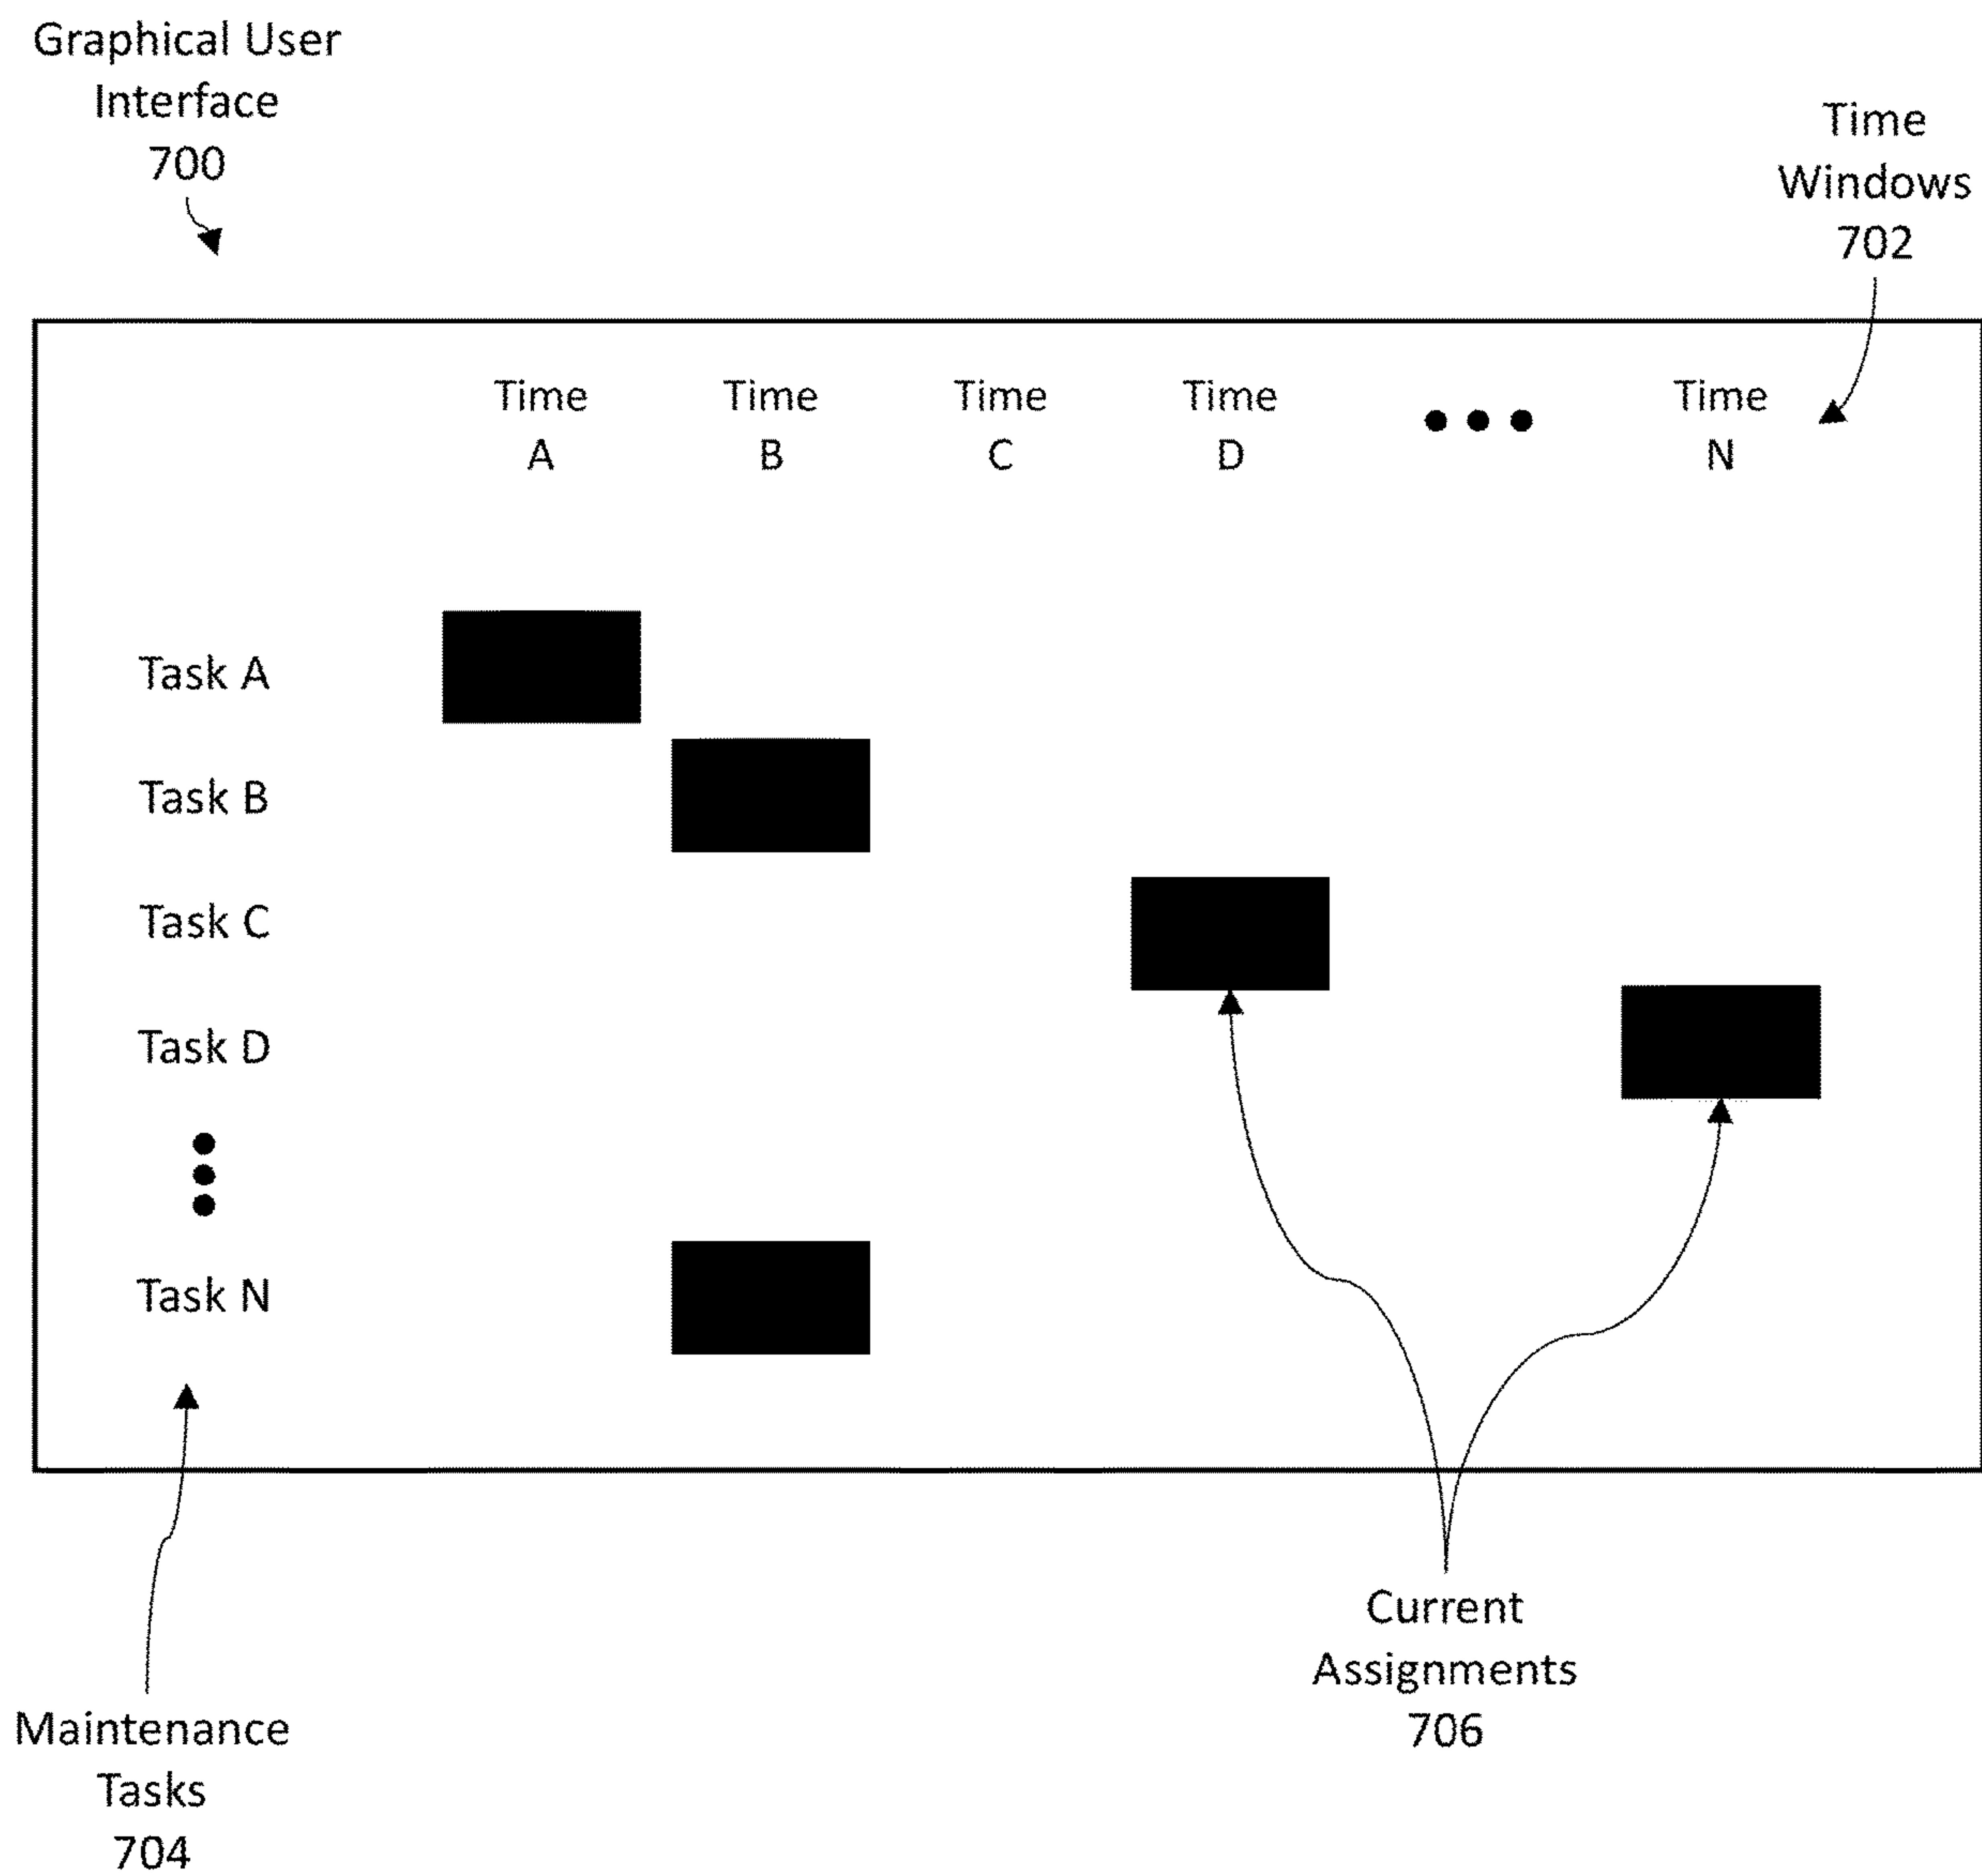 Graphical User
Interface
700
Time
Windows
702
Time Time Time Time Time
A B C D N
Task A
Task B
Task C
Task D
Task N
Current
Assignments
706
Maintenance
Tasks
704